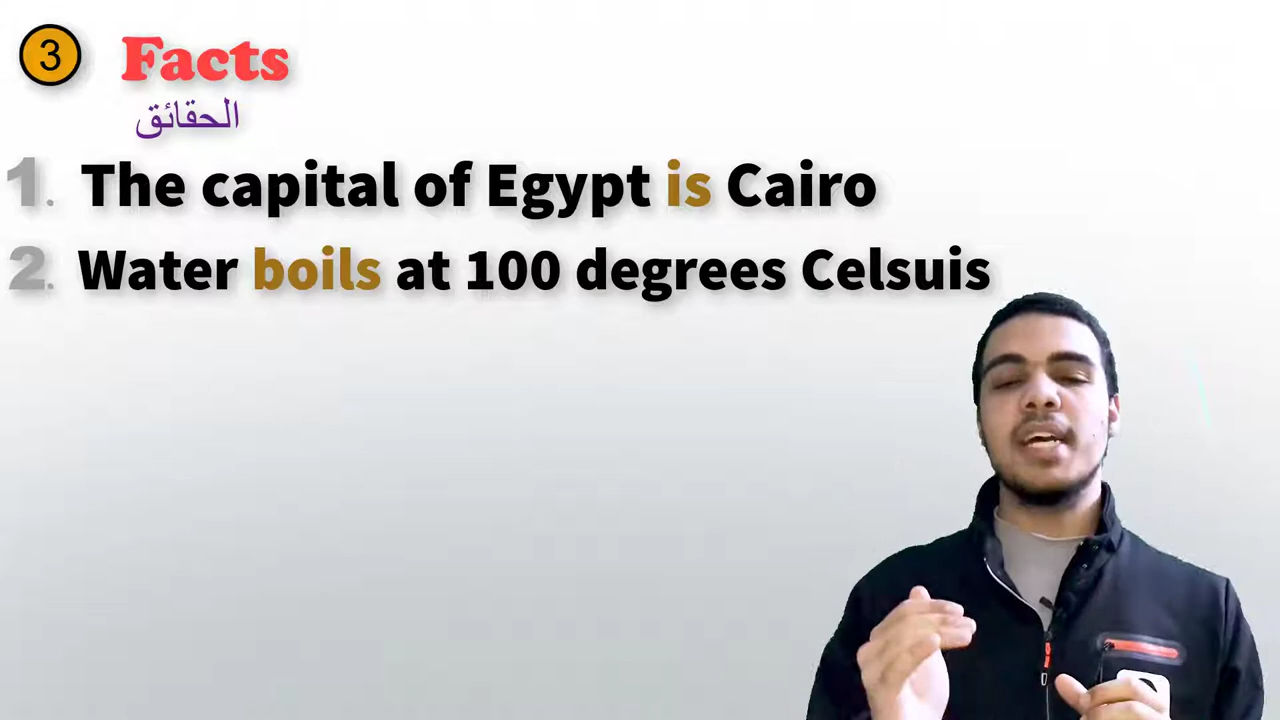 3 Facts
الحقائق
1. The capital of Egypt is Cairo
2. Water boils at 100 degrees Celsuis